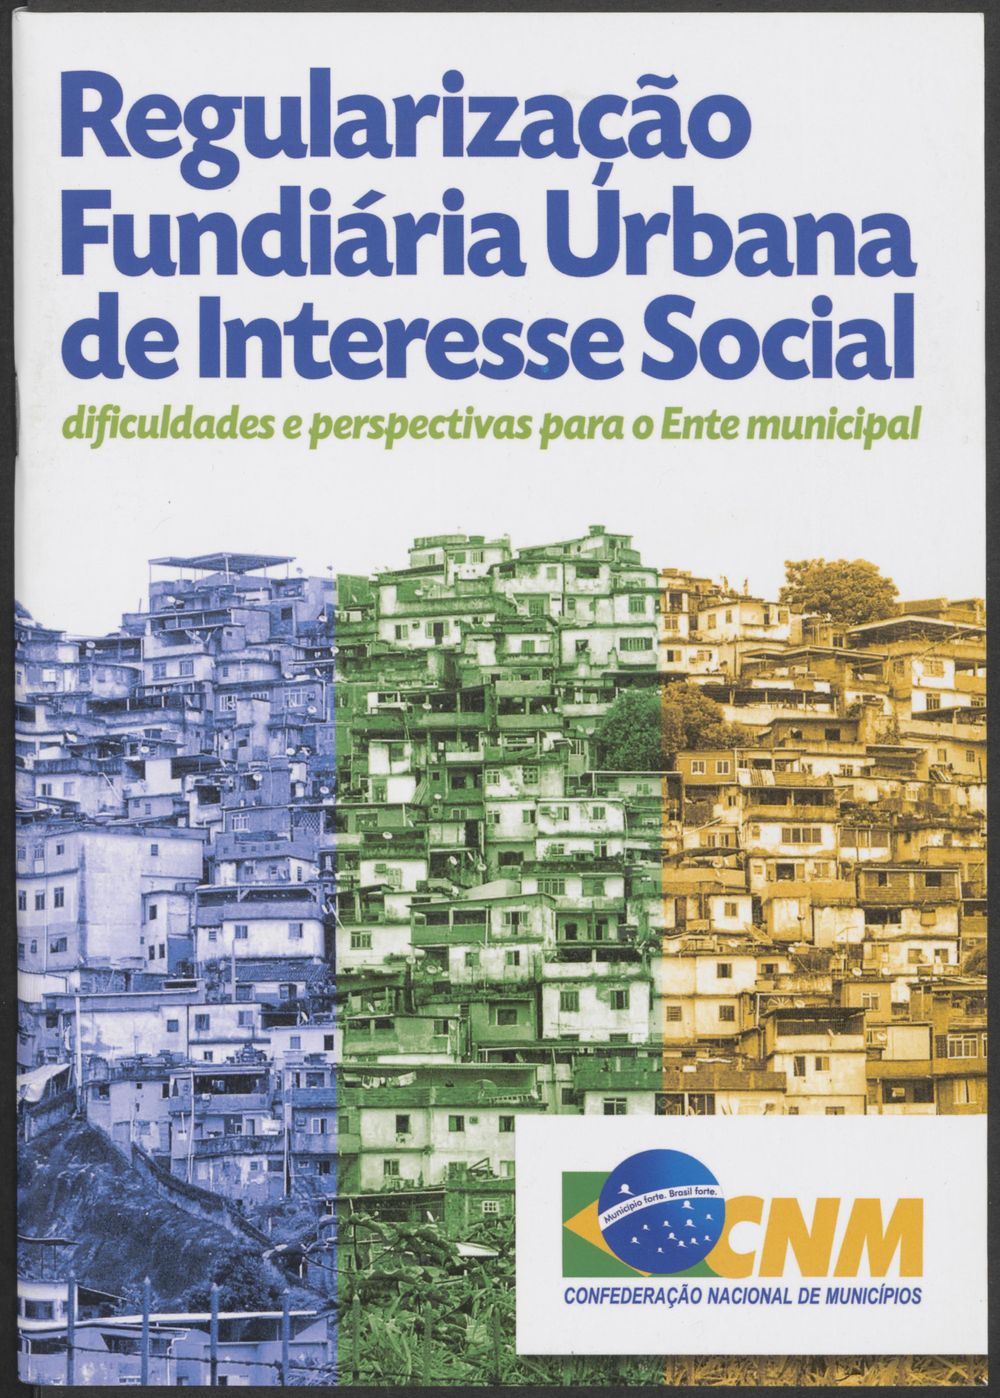 Regularização
Fundiária Urbana
de Interesse Social
dificuldades e perspectivas para o Ente municipal
Município forte. Brasil forte.
CNM
CONFEDERAÇÃO NACIONAL DE MUNICÍPIOS